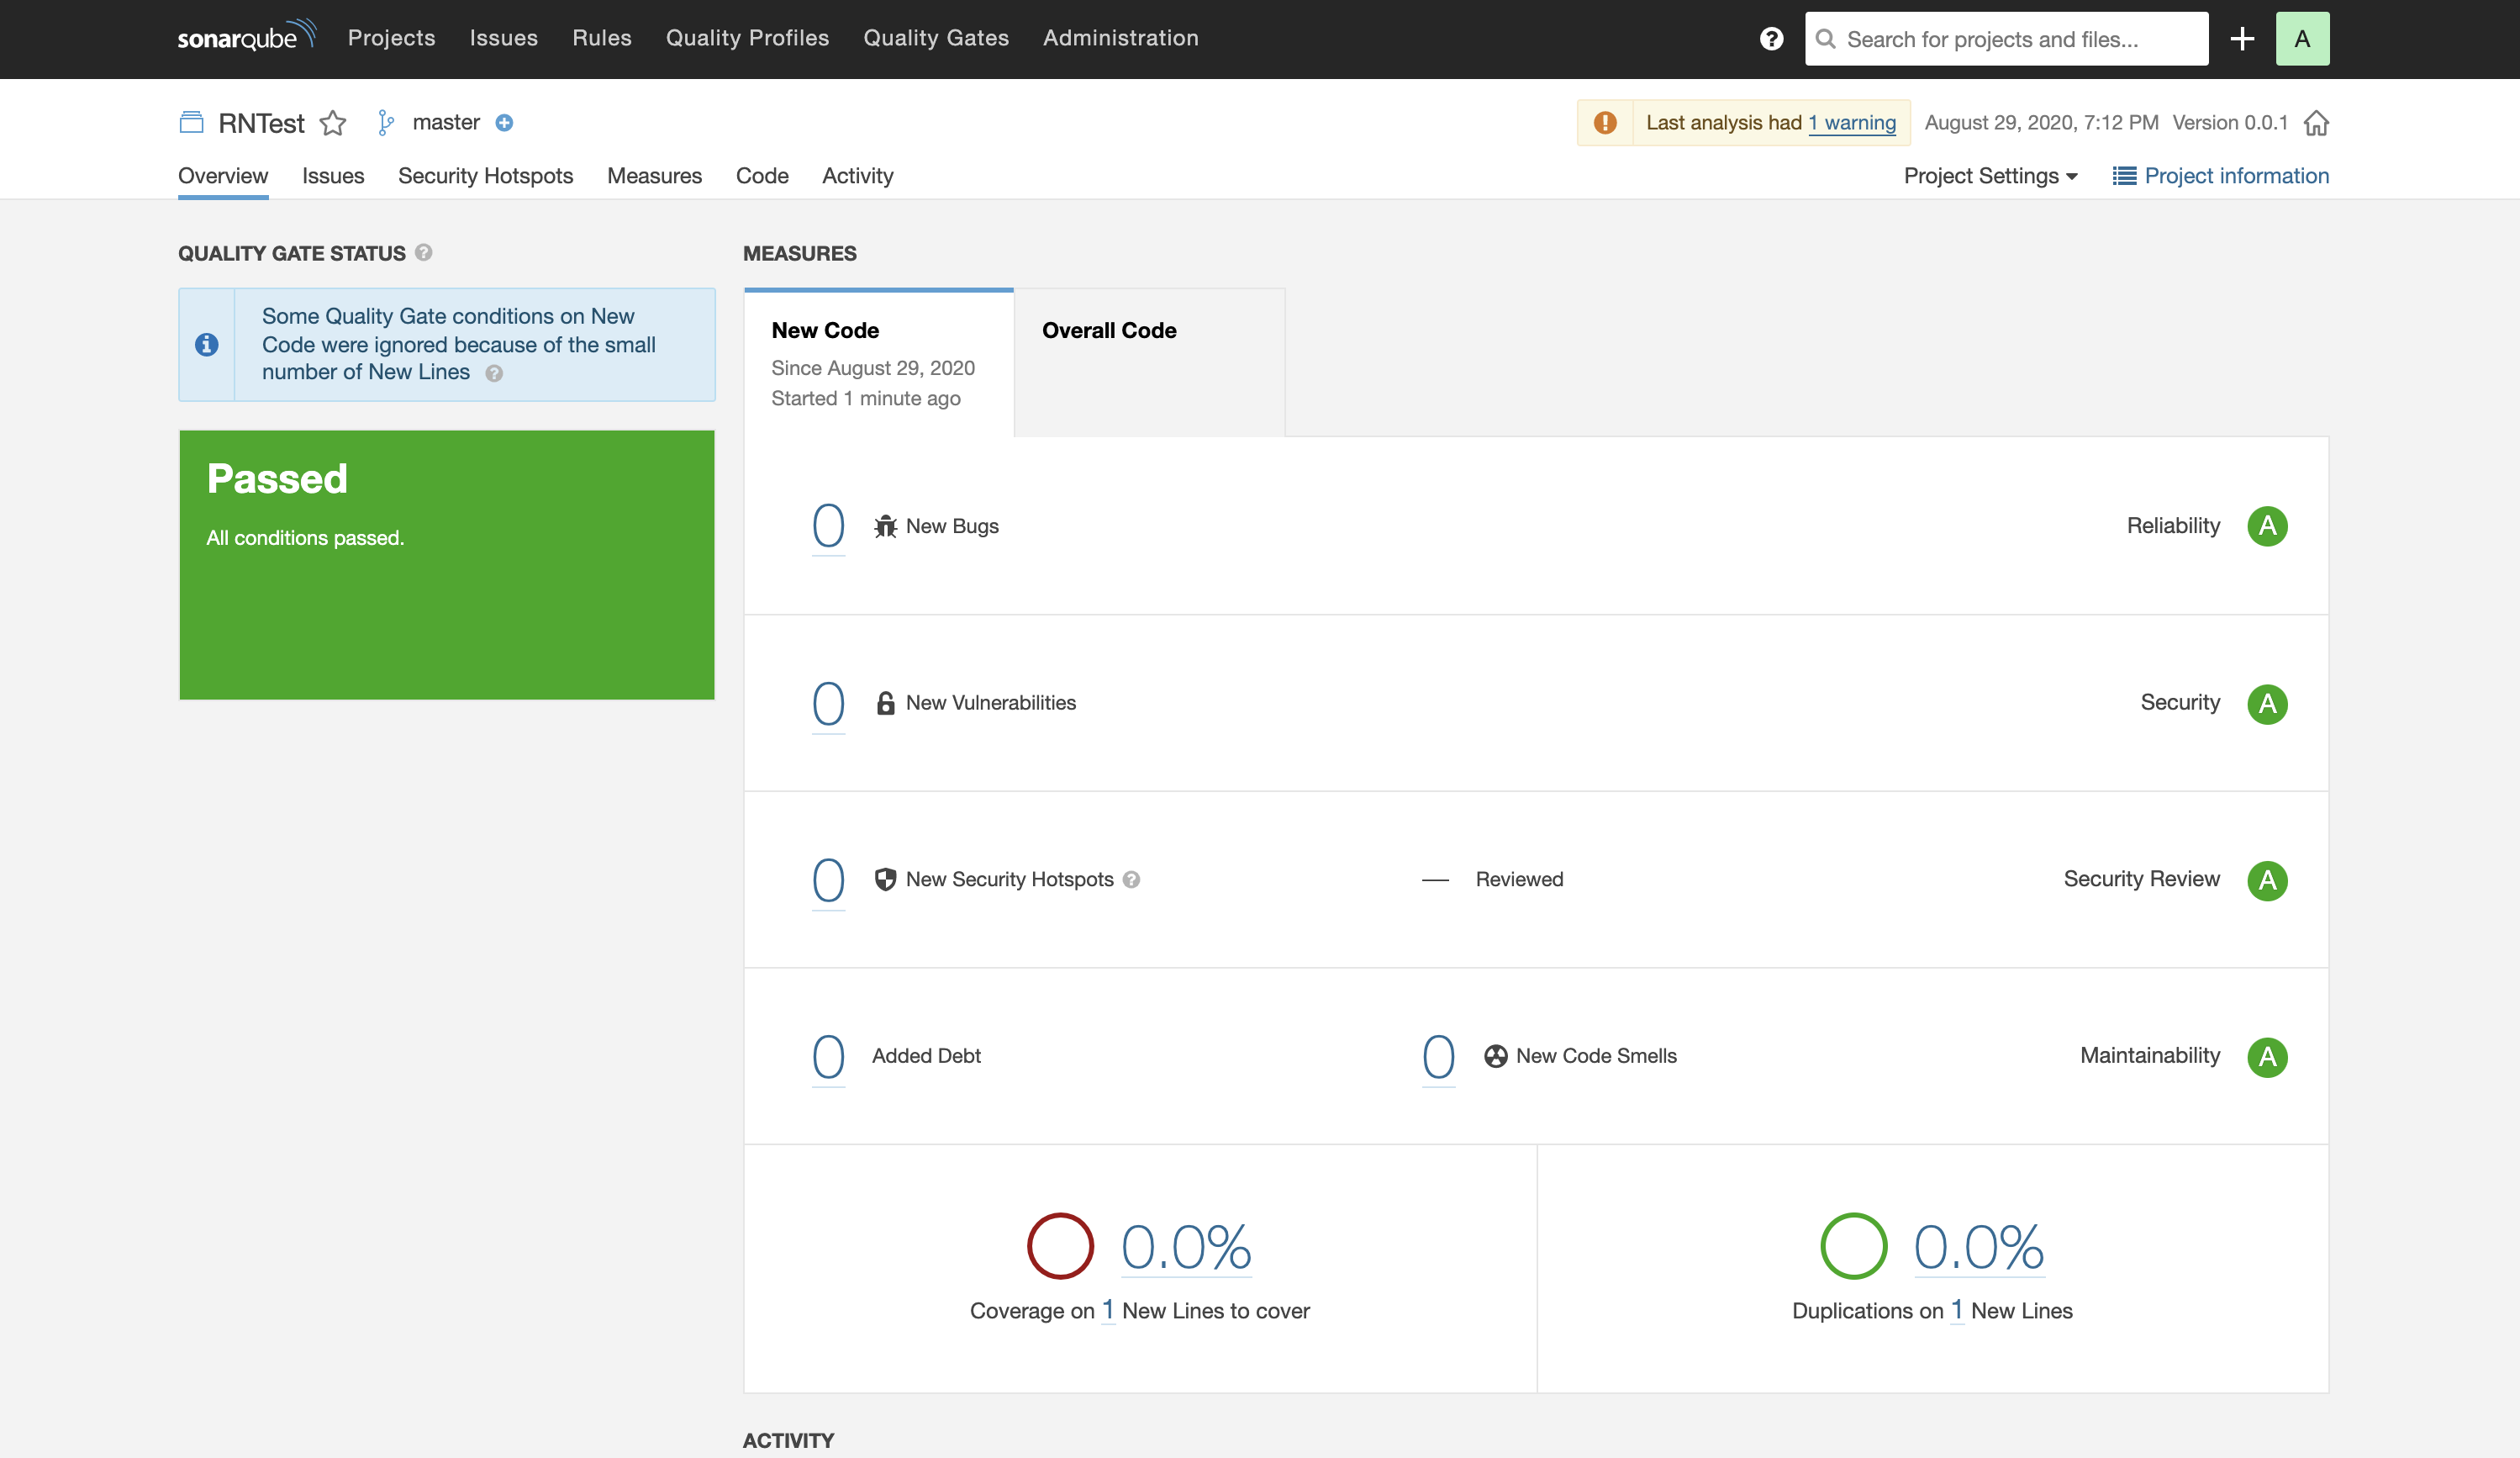 sonarqube Projects Issues Rules Quality Profiles Quality Gates Administration ? Search for projects and files... A
RNTest master Last analysis had 1 warning August 29, 2020, 7:12 PM Version 0.0.1
Overview Issues Security Hotspots Measures Code Activity Project Settings Project information
QUALITY GATE STATUS ?
Some Quality Gate conditions on New
Code were ignored because of the small
number of New Lines ?
Passed
All conditions passed.
MEASURES
New Code
Since August 29, 2020
Started 1 minute ago
Overall Code
0 New Bugs Reliability A
0 New Vulnerabilities Security A
0 New Security Hotspots ? — Reviewed Security Review A
0 Added Debt 0 New Code Smells Maintainability A
0.0%
Coverage on 1 New Lines to cover
0.0%
Duplications on 1 New Lines
ACTIVITY